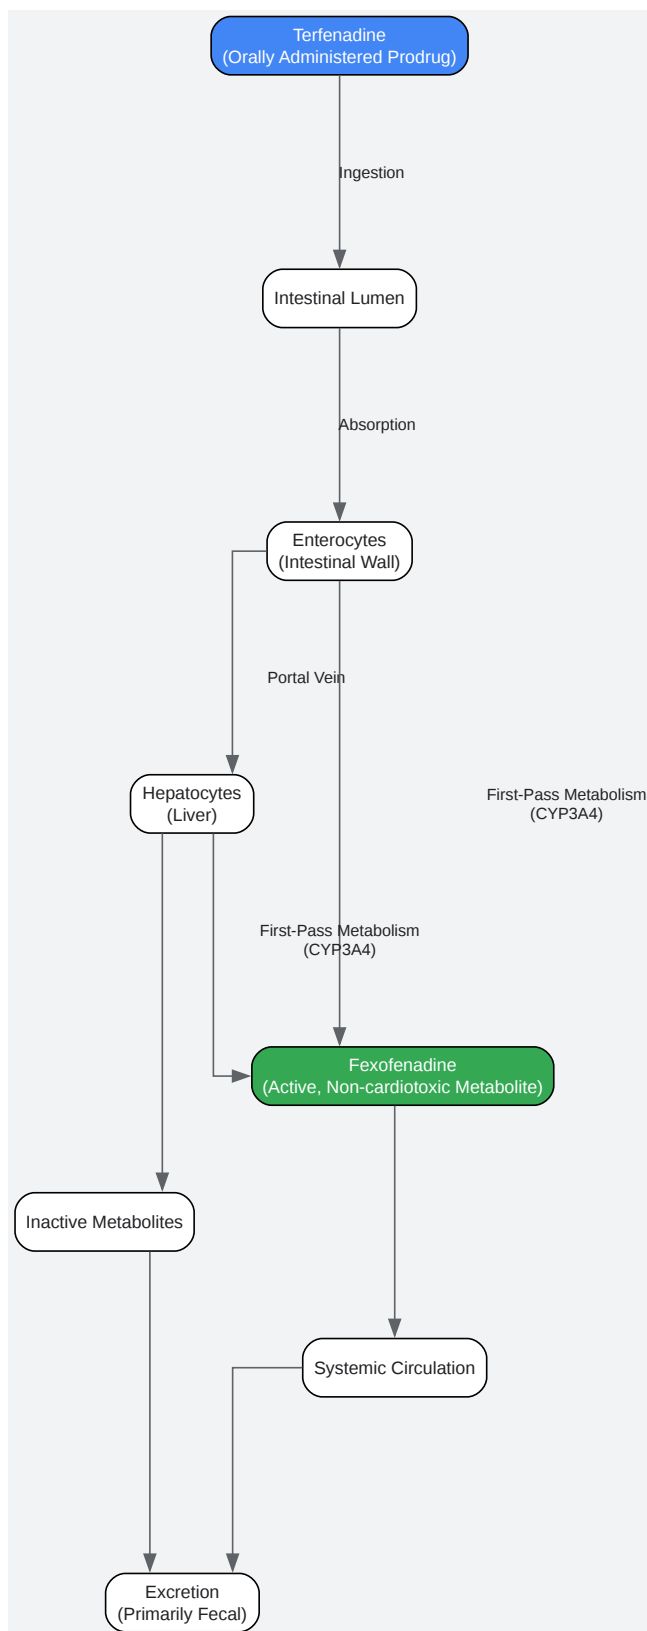 Terfenadine
(Orally Administered Prodrug)
Ingestion
Intestinal Lumen
Absorption
Enterocytes
(Intestinal Wall)
Portal Vein
Hepatocytes
(Liver)
First-Pass Metabolism
(CYP3A4)
First-Pass Metabolism
(CYP3A4)
Fexofenadine
(Active, Non-cardiotoxic Metabolite)
Inactive Metabolites
Systemic Circulation
Excretion
(Primarily Fecal)